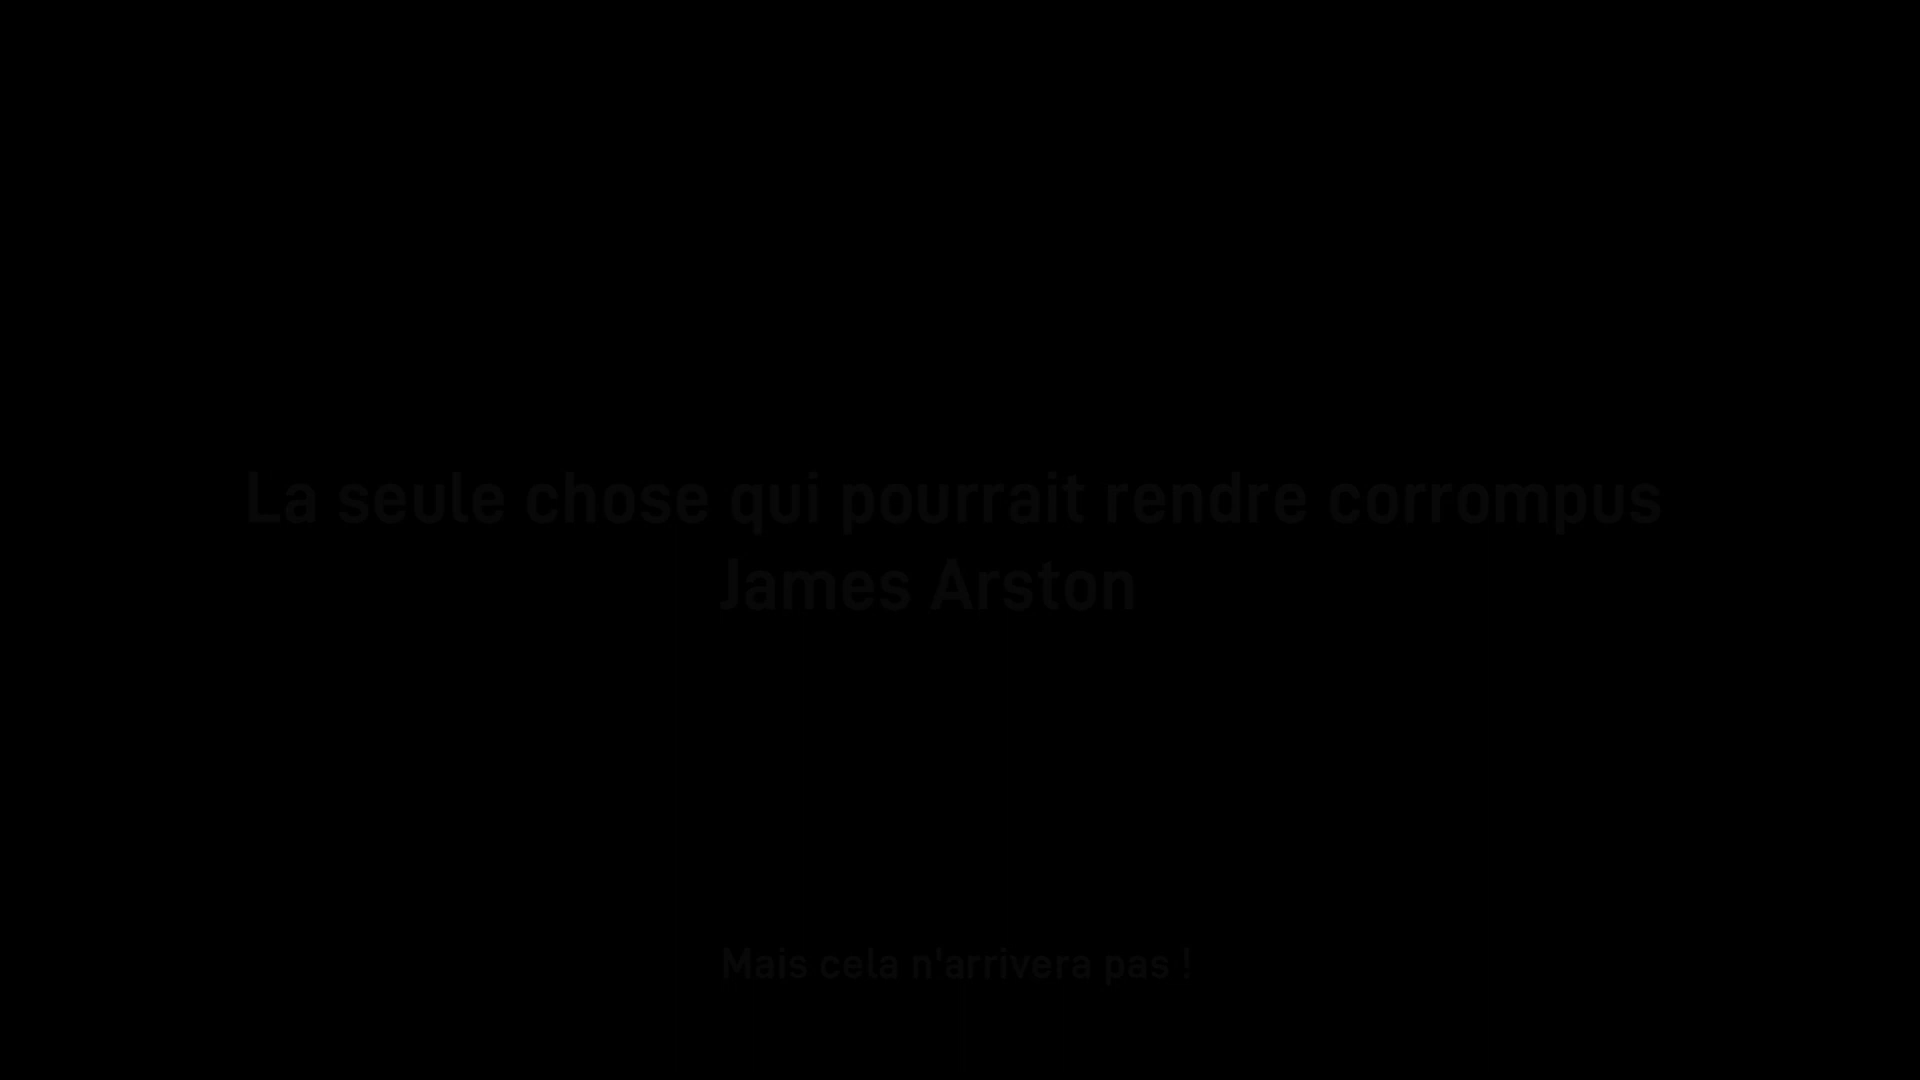 La seule chose qui pourrait rendre corrompus
James Arston
Mais cela n'arrivera pas !